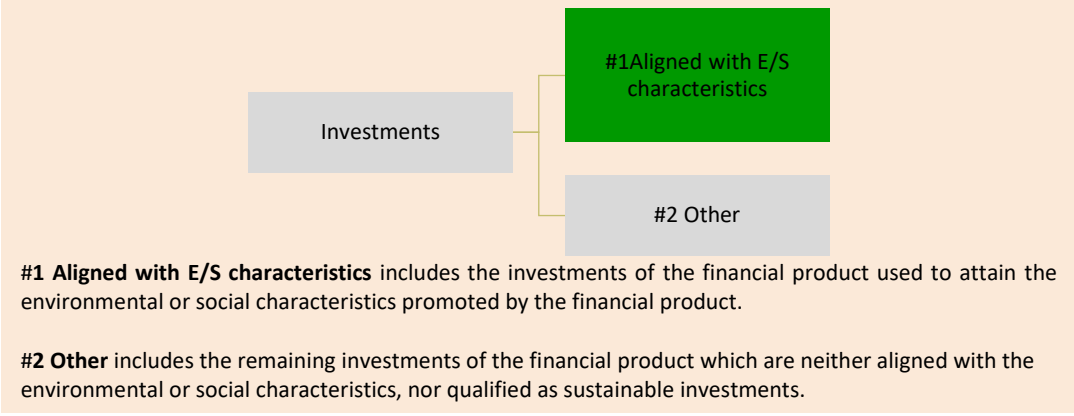 #1Aligned with E/S
characteristics
Investments
#2 Other
#1 Aligned with E/S characteristics includes the investments of the financial product used to attain the
environmental or social characteristics promoted by the financial product.
#2 Other includes the remaining investments of the financial product which are neither aligned with the
environmental or social characteristics, nor qualified as sustainable investments.